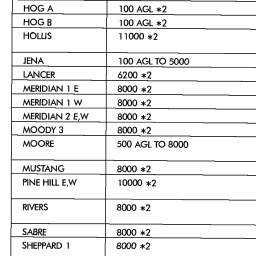 HOG A 100 AGL *2
HOG B 100 AGL *2
HOLLIS 11000 *2
JENA 100 AGL TO 5000
LANCER 6200 *2
MERIDIAN 1 E 8000 *2
MERIDIAN 1 W 8000 *2
MERIDIAN 2 E,W 8000 *2
MOODY 3 8000 *2
MOORE 500 AGL TO 8000
MUSTANG 8000 *2
PINE HILL E,W 10000 *2
RIVERS 8000 *2
SABRE 8000 *2
SHEPPARD 1 8000 *2